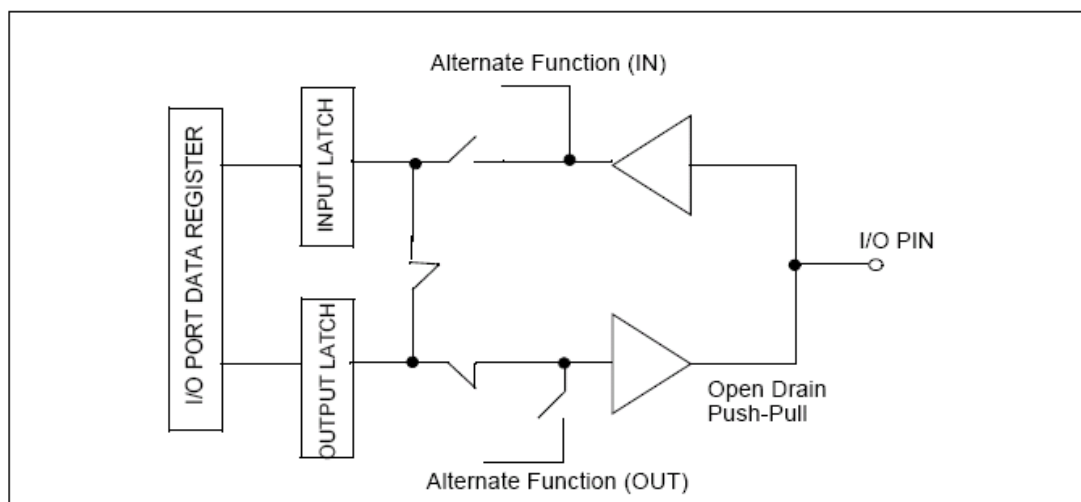 Alternate Function (IN)
I/O PORT DATA REGISTER
INPUT LATCH
I/O PIN
OUTPUT LATCH
Open Drain
Push-Pull
Alternate Function (OUT)